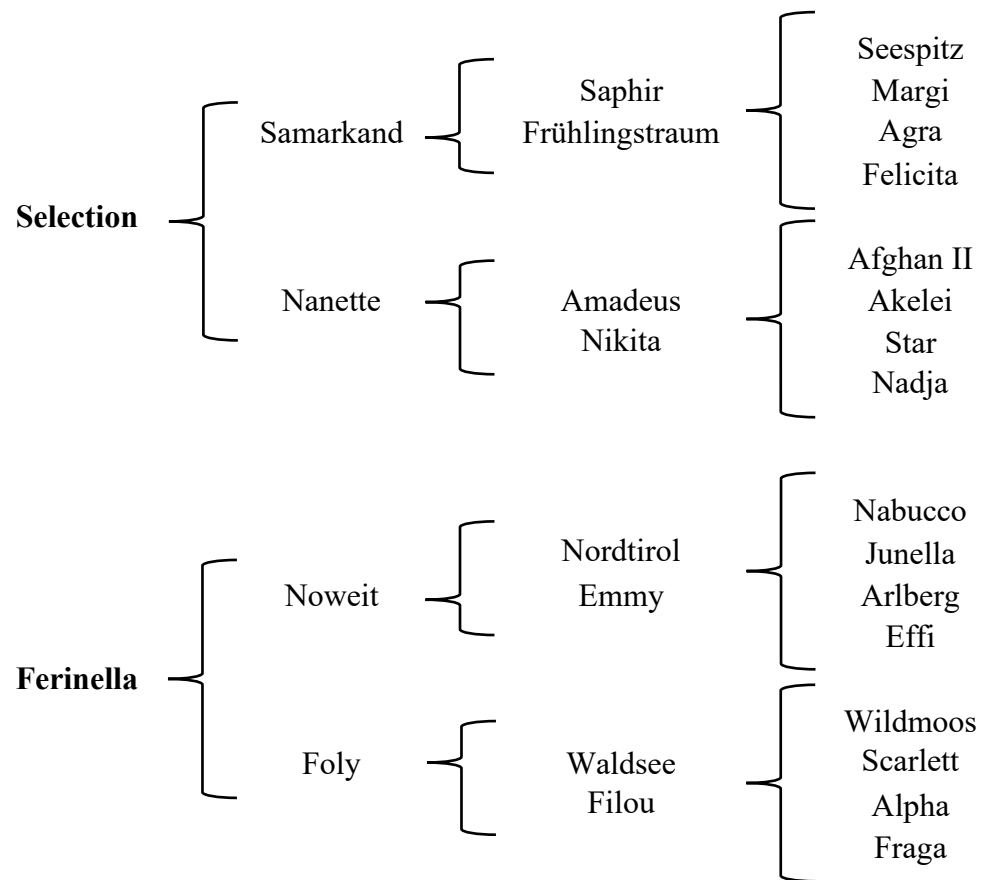 Selection
Samarkand
Saphir
Frühlingstraum
Seespitz
Margi
Agra
Felicita
Nanette
Amadeus
Nikita
Afghan II
Akelei
Star
Nadja
Ferinella
Noweit
Nordtirol
Emmy
Nabucco
Junella
Arlberg
Effi
Foly
Waldsee
Filou
Wildmoos
Scarlett
Alpha
Fraga